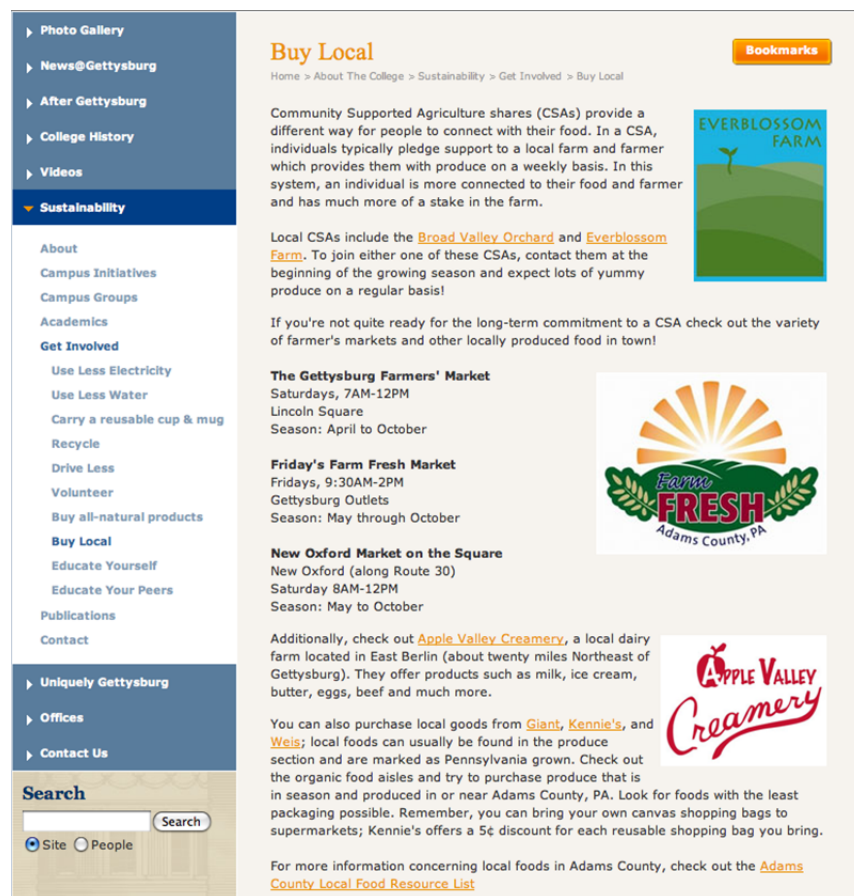 Photo Gallery
News@Gettysburg
After Gettysburg
College History
Videos
Sustainability
About
Campus Initiatives
Campus Groups
Academics
Get Involved
Use Less Electricity
Use Less Water
Carry a reusable cup & mug
Recycle
Drive Less
Volunteer
Buy all-natural products
Buy Local
Educate Yourself
Educate Your Peers
Publications
Contact
Uniquely Gettysburg
Offices
Contact Us
Search
Search
Site People
Buy Local
Bookmarks
Home > About The College > Sustainability > Get Involved > Buy Local
Community Supported Agriculture shares (CSAs) provide a
different way for people to connect with their food. In a CSA,
individuals typically pledge support to a local farm and farmer
which provides them with produce on a weekly basis. In this
system, an individual is more connected to their food and farmer
and has much more of a stake in the farm.
EVERBLOSSOM
FARM
Local CSAs include the Broad Valley Orchard and Everblossom
Farm. To join either one of these CSAs, contact them at the
beginning of the growing season and expect lots of yummy
produce on a regular basis!
If you're not quite ready for the long-term commitment to a CSA check out the variety
of farmer's markets and other locally produced food in town!
The Gettysburg Farmers' Market
Saturdays, 7AM-12PM
Lincoln Square
Season: April to October
Friday's Farm Fresh Market
Fridays, 9:30AM-2PM
Gettysburg Outlets
Season: May through October
Farm
FRESH
Adams County, PA
New Oxford Market on the Square
New Oxford (along Route 30)
Saturday 8AM-12PM
Season: May to October
Additionally, check out Apple Valley Creamery, a local dairy
farm located in East Berlin (about twenty miles Northeast of
Gettysburg). They offer products such as milk, ice cream,
butter, eggs, beef and much more.
APPLE VALLEY
Creamery
You can also purchase local goods from Giant, Kennie's, and
Weis; local foods can usually be found in the produce
section and are marked as Pennsylvania grown. Check out
the organic food aisles and try to purchase produce that is
in season and produced in or near Adams County, PA. Look for foods with the least
packaging possible. Remember, you can bring your own canvas shopping bags to
supermarkets; Kennie's offers a 5¢ discount for each reusable shopping bag you bring.
For more information concerning local foods in Adams County, check out the Adams
County Local Food Resource List